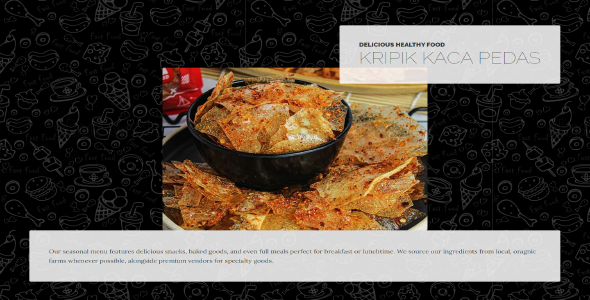 DELICIOUS HEALTHY FOOD
KRIPIK KACA PEDAS
Our seasonal menu features delicious snacks, baked goods, and even full meals perfect for breakfast or lunchtime. We source our ingredients from local, oragnic
farms whenever possible, alongside premium vendors for specialty goods.